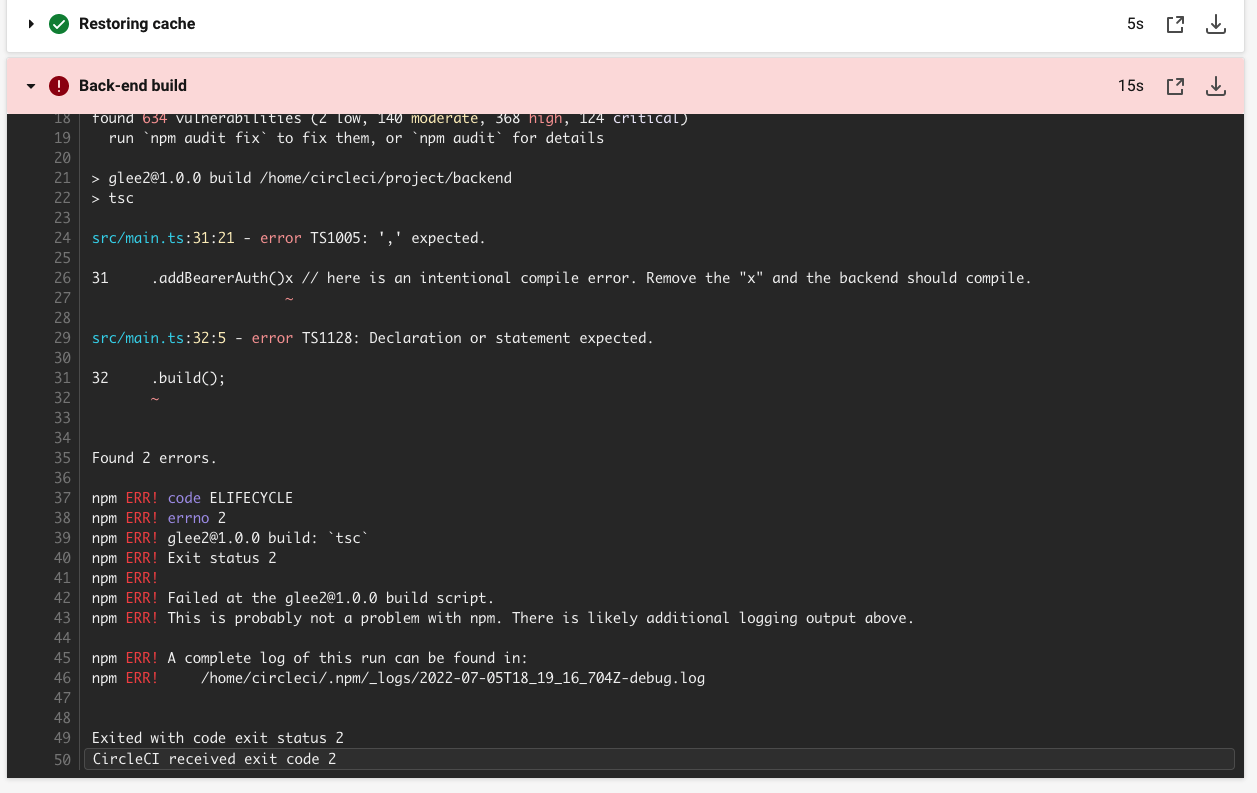 Restoring cache 5s
Back-end build 15s
18 found 634 vulnerabilities (2 low, 140 moderate, 368 high, 124 critical)
19 run `npm audit fix` to fix them, or `npm audit` for details
20
21 > glee2@1.0.0 build /home/circleci/project/backend
22 > tsc
23
24 src/main.ts:31:21 - error TS1005: ',' expected.
25
26 31     .addBearerAuth()x // here is an intentional compile error. Remove the "x" and the backend should compile.
27 ~
28
29 src/main.ts:32:5 - error TS1128: Declaration or statement expected.
30
31 32     .build();
32 ~
33
34
35 Found 2 errors.
36
37 npm ERR! code ELIFECYCLE
38 npm ERR! errno 2
39 npm ERR! glee2@1.0.0 build: `tsc`
40 npm ERR! Exit status 2
41 npm ERR!
42 npm ERR! Failed at the glee2@1.0.0 build script.
43 npm ERR! This is probably not a problem with npm. There is likely additional logging output above.
44
45 npm ERR! A complete log of this run can be found in:
46 npm ERR!     /home/circleci/.npm/_logs/2022-07-05T18_19_16_704Z-debug.log
47
48
49 Exited with code exit status 2
50 CircleCI received exit code 2